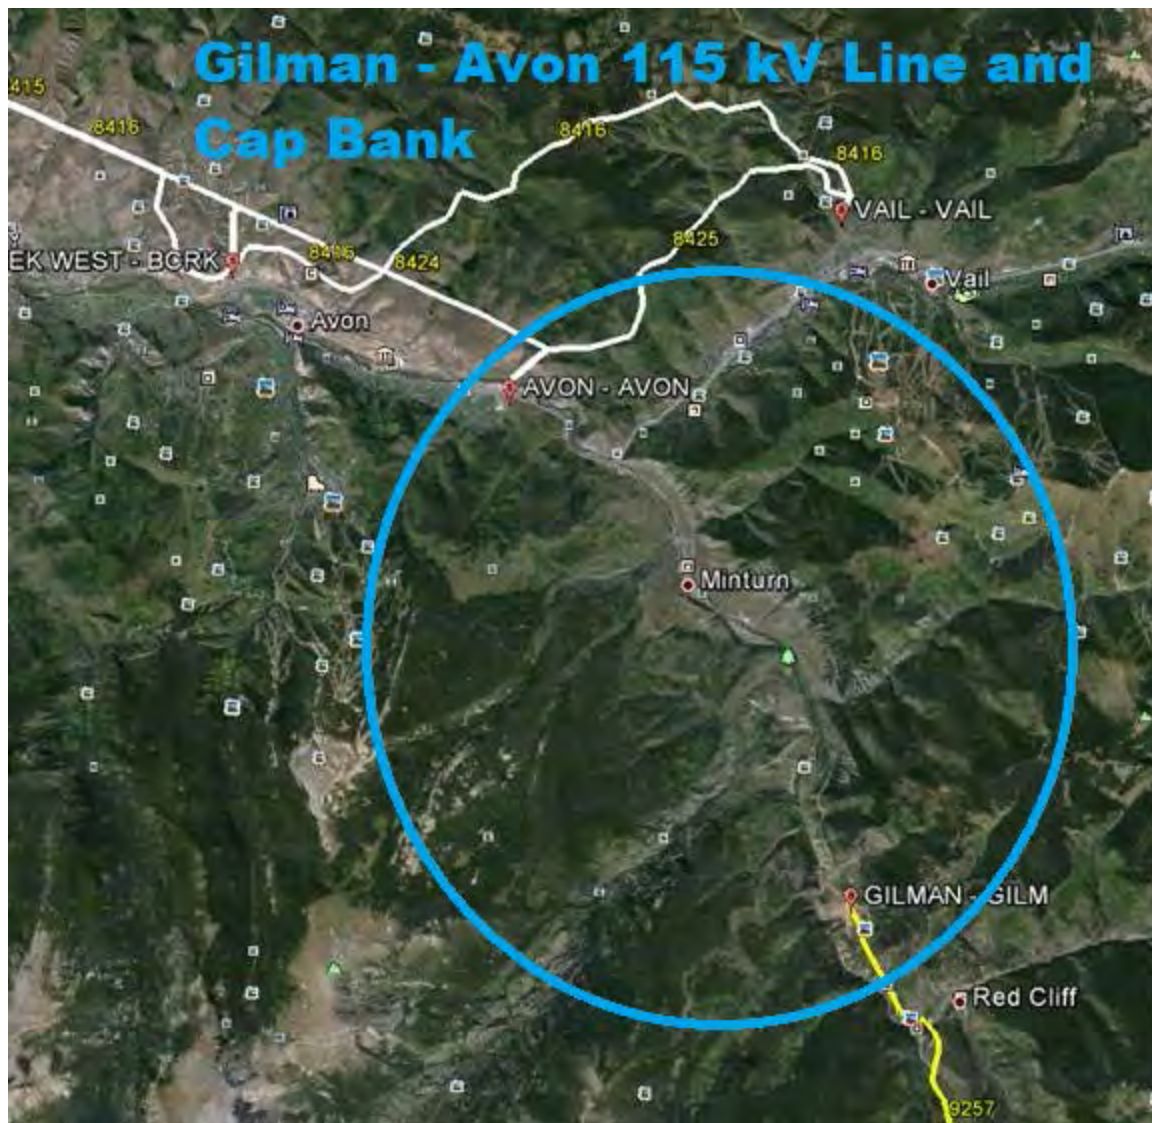 Gilman - Avon 115 kV Line and
Cap Bank
415
8416
8416
8416
VAIL - VAIL
8425
EK WEST - BCRK
8416
8424
Vail
Avon
AVON - AVON
Minturn
GILMAN - GILM
Red Cliff
9257